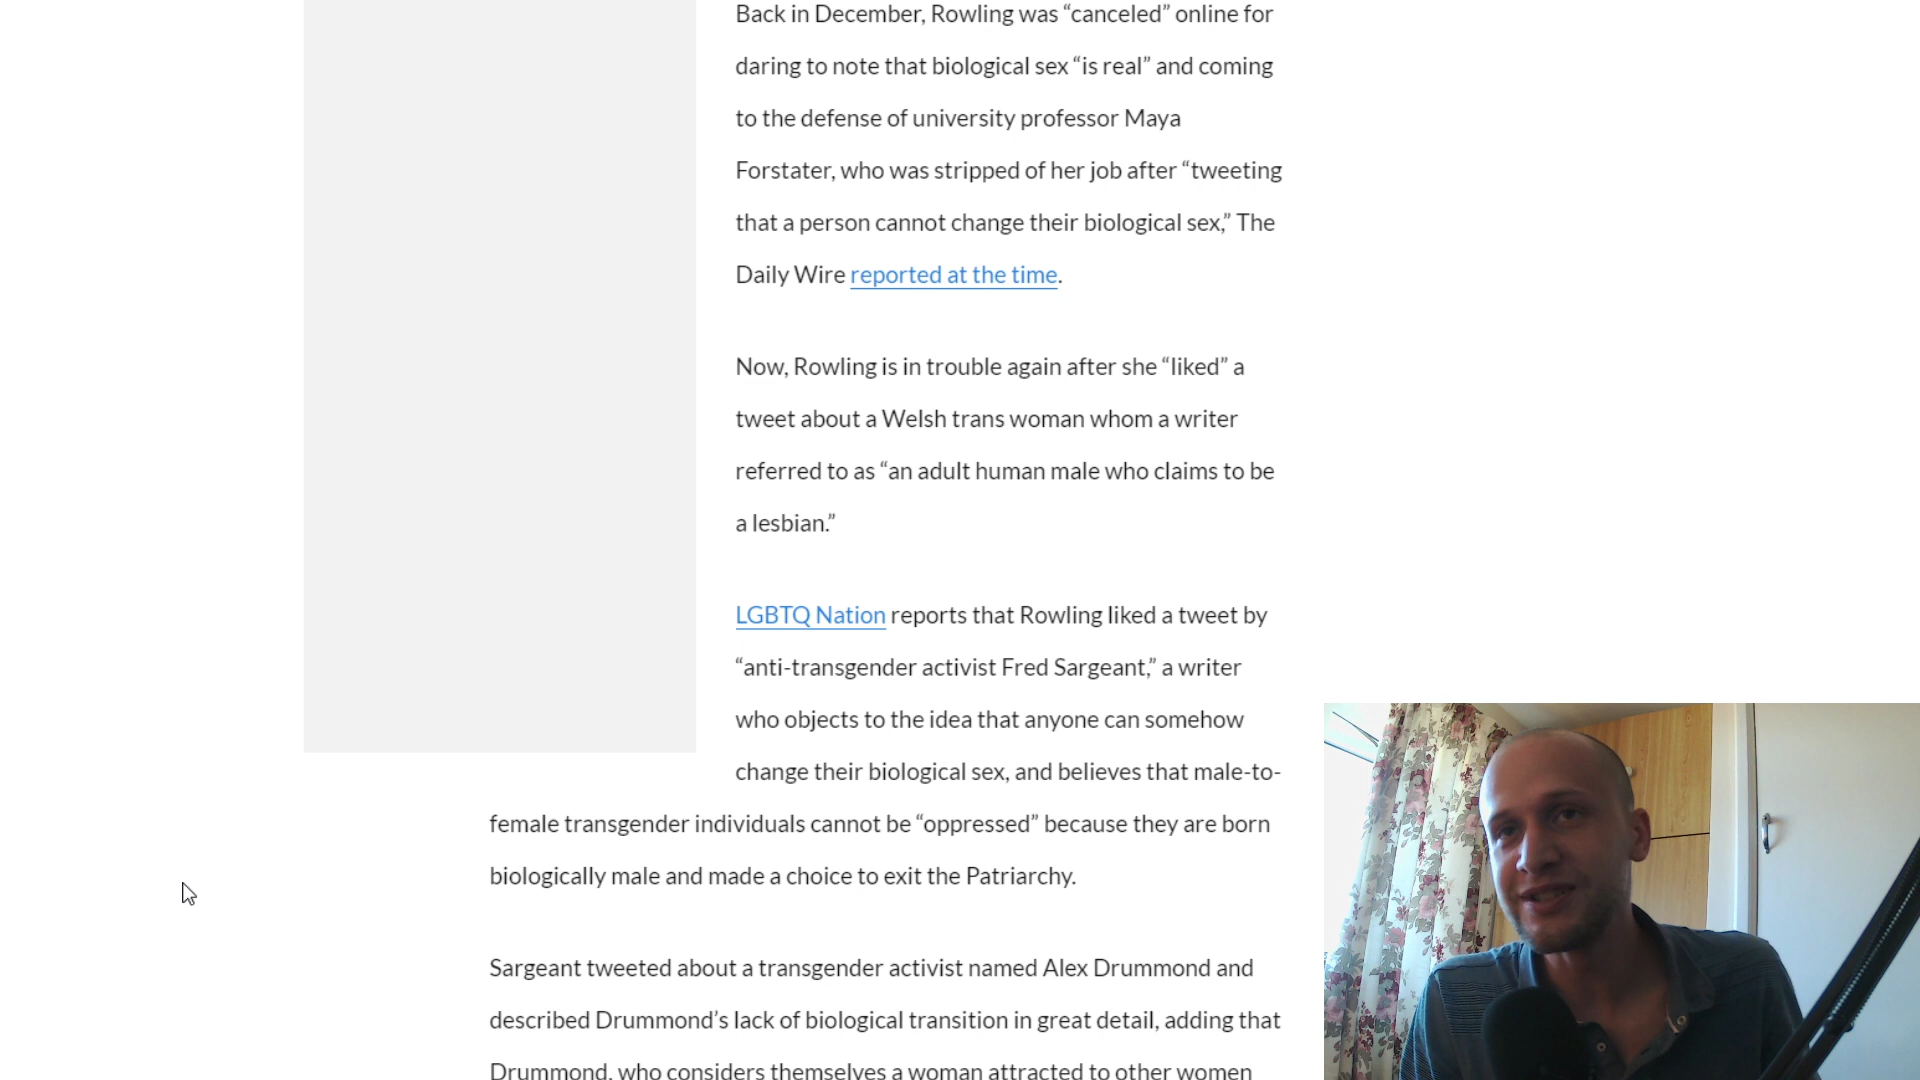 Back in December, Rowling was “canceled” online for
daring to note that biological sex “is real” and coming
to the defense of university professor Maya
Forstater, who was stripped of her job after “tweeting
that a person cannot change their biological sex,” The
Daily Wire reported at the time.
Now, Rowling is in trouble again after she “liked” a
tweet about a Welsh trans woman whom a writer
referred to as “an adult human male who claims to be
a lesbian.”
LGBTQ Nation reports that Rowling liked a tweet by
“anti-transgender activist Fred Sargeant,” a writer
who objects to the idea that anyone can somehow
change their biological sex, and believes that male-to-
female transgender individuals cannot be “oppressed” because they are born
biologically male and made a choice to exit the Patriarchy.
Sargeant tweeted about a transgender activist named Alex Drummond and
described Drummond’s lack of biological transition in great detail, adding that
Drummond, who considers themselves a woman attracted to other women